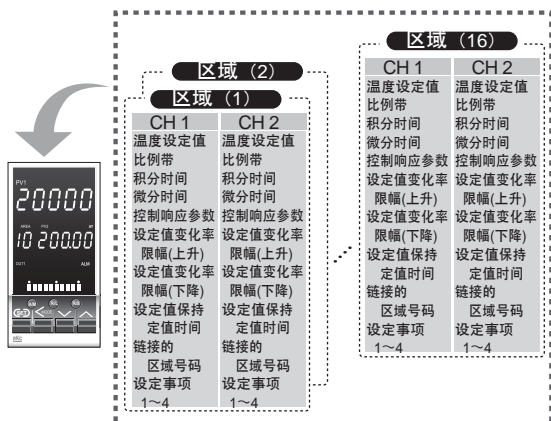 区域（16）
区域（2）
区域（1）
CH 1 CH 2
温度设定值 温度设定值
比例带 比例带
积分时间 积分时间
微分时间 微分时间
控制响应参数 控制响应参数
设定值变化率 设定值变化率
限幅(上升) 限幅(上升)
设定值变化率 设定值变化率
限幅(下降) 限幅(下降)
设定值保持 设定值保持
定值时间 定值时间
链接的 链接的
区域号码 区域号码
设定事项 设定事项
1～4 1～4
CH 1 CH 2
温度设定值 温度设定值
比例带 比例带
积分时间 积分时间
微分时间 微分时间
控制响应参数 控制响应参数
设定值变化率 设定值变化率
限幅(上升) 限幅(上升)
设定值变化率 设定值变化率
限幅(下降) 限幅(下降)
设定值保持 设定值保持
定值时间 定值时间
链接的 链接的
区域号码 区域号码
设定事项 设定事项
1～4 1～4
PV1
20000
AREA PV2
10 200.00
OUT1 ALM
MODE